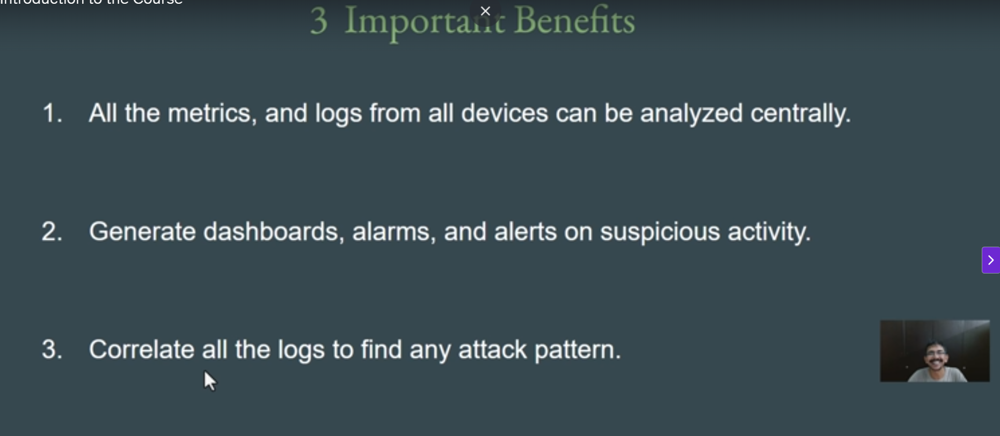 Introduction to the Course
3 Important Benefits
1. All the metrics, and logs from all devices can be analyzed centrally.
2. Generate dashboards, alarms, and alerts on suspicious activity.
3. Correlate all the logs to find any attack pattern.